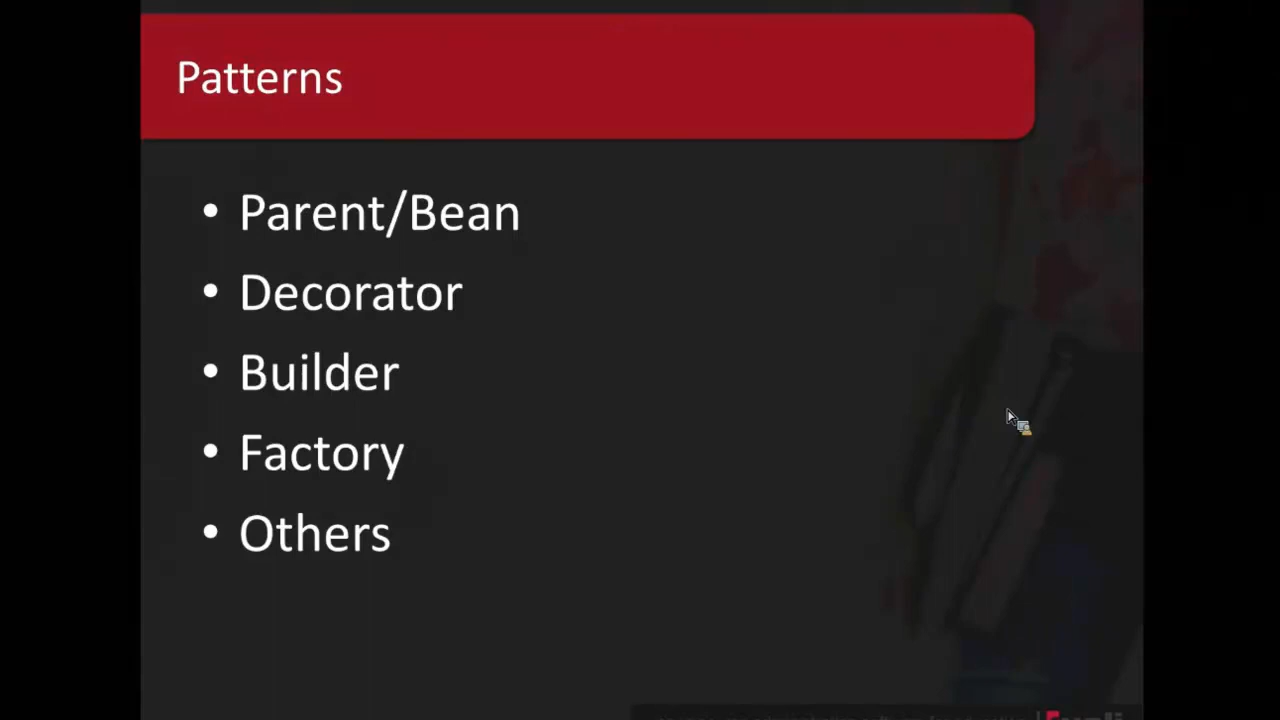 Patterns
• Parent/Bean
• Decorator
• Builder
• Factory
• Others